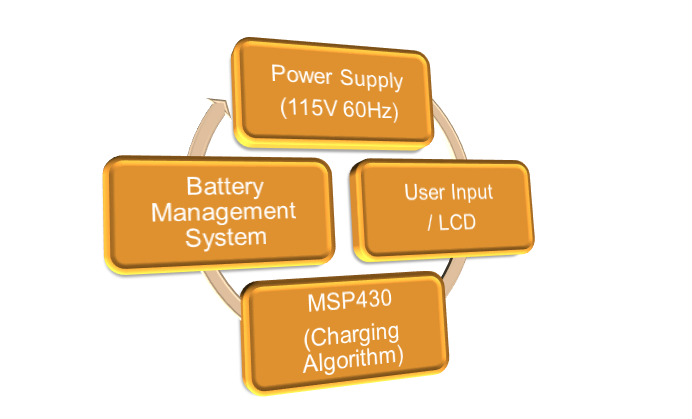 Power Supply
(115V 60Hz)
Battery
Management
System
User Input
/ LCD
MSP430
(Charging
Algorithm)